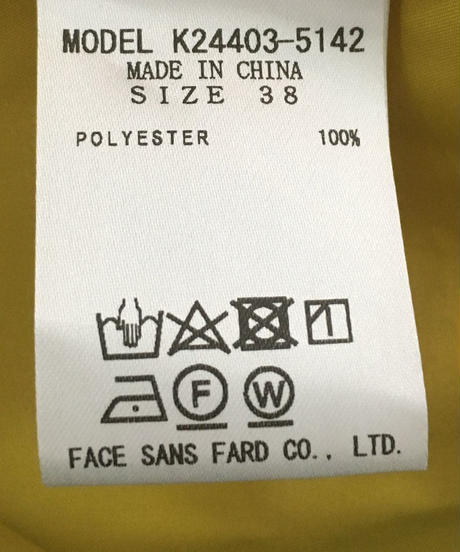 MODEL K24403-5142
MADE IN CHINA
SIZE 38
POLYESTER 100%
F W
FACE SANS FARD CO., LTD.